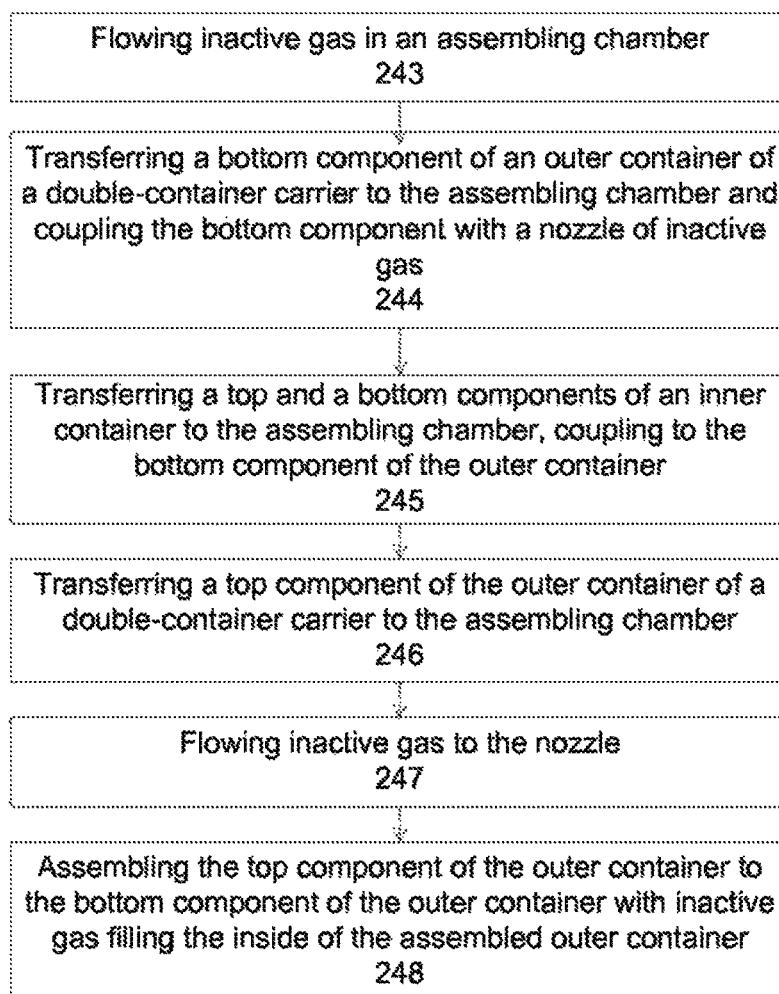 Flowing inactive gas in an assembling chamber
243
Transferring a bottom component of an outer container of
a double-container carrier to the assembling chamber and
coupling the bottom component with a nozzle of inactive
gas
244
Transferring a top and a bottom components of an inner
container to the assembling chamber, coupling to the
bottom component of the outer container
245
Transferring a top component of the outer container of a
double-container carrier to the assembling chamber
246
Flowing inactive gas to the nozzle
247
Assembling the top component of the outer container to
the bottom component of the outer container with inactive
gas filling the inside of the assembled outer container
248